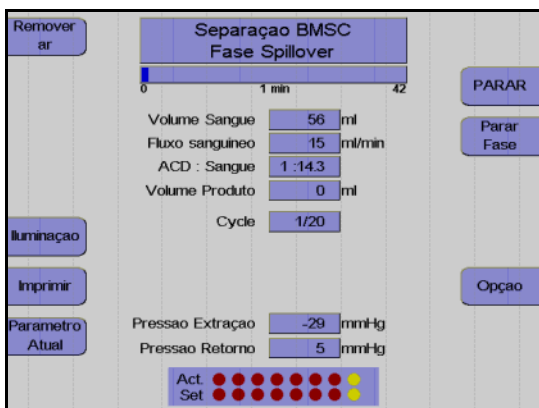 Remover
ar
Separaçao BMSC
Fase Spillover
0 1 min 42
PARAR
Parar
Fase
Volume Sangue 56 ml
Fluxo sanguineo 15 ml/min
ACD : Sangue 1 :14.3
Volume Produto 0 ml
Cycle 1/20
Iluminaçao
Imprimir
Opçao
Parametro
Atual
Pressao Extraçao -29 mmHg
Pressao Retorno 5 mmHg
Act.
Set